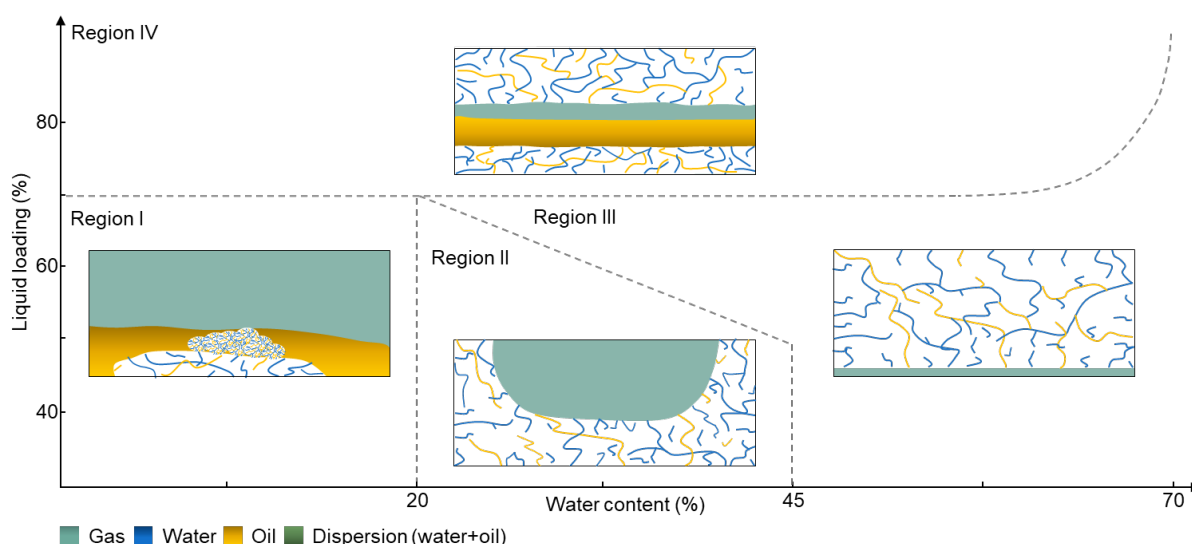 Region IV
80
Liquid loading (%)
Region I
Region III
Region II
60
40
20
Water content (%)
45
70
Gas
Water
Oil
Dispersion (water+oil)